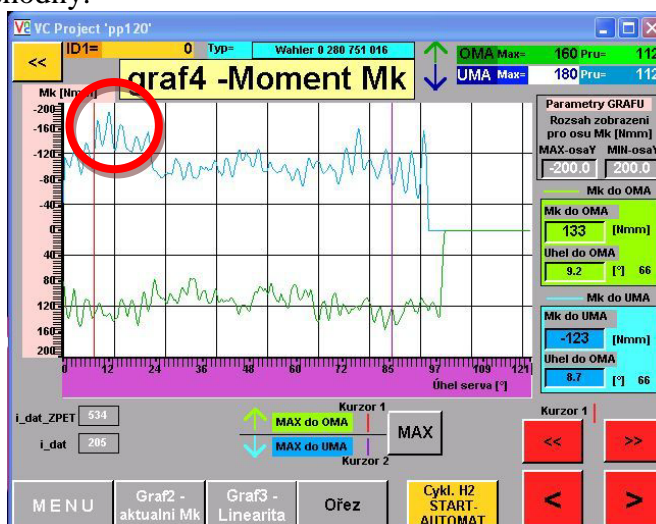 VC Project 'pp120'
<<
ID1= 0 Typ= Wahler 0 280 751 016
OMA Max= 160 Pru= 112
UMA Max= 180 Pru= 112
graf4 -Moment Mk
Mk [Nmm]
-200
-160
-120
-80
-40
0
40
80
120
160
200
0 12 24 36 48 60 72 85 97 109 121
Úhel serva [°]
Parametry GRAFU
Rozsah zobrazeni
pro osu Mk [Nmm]
MAX-osaY MIN-osaY
-200.0 200.0
Mk do OMA
Mk do OMA
133 [Nmm]
Uhel do OMA
9.2 [°] 66
Mk do UMA
Mk do UMA
-123 [Nmm]
Uhel do OMA
8.7 [°] 66
i_dat_ZPET 534
i_dat 205
Kurzor 1
MAX do OMA
MAX do UMA
Kurzor 2
MAX
Kurzor 1
<< >>
< >
MENU
Graf2 -
aktualni Mk
Graf3 -
Linearita
Ořez
Cykl. H2
START-
AUTOMAT